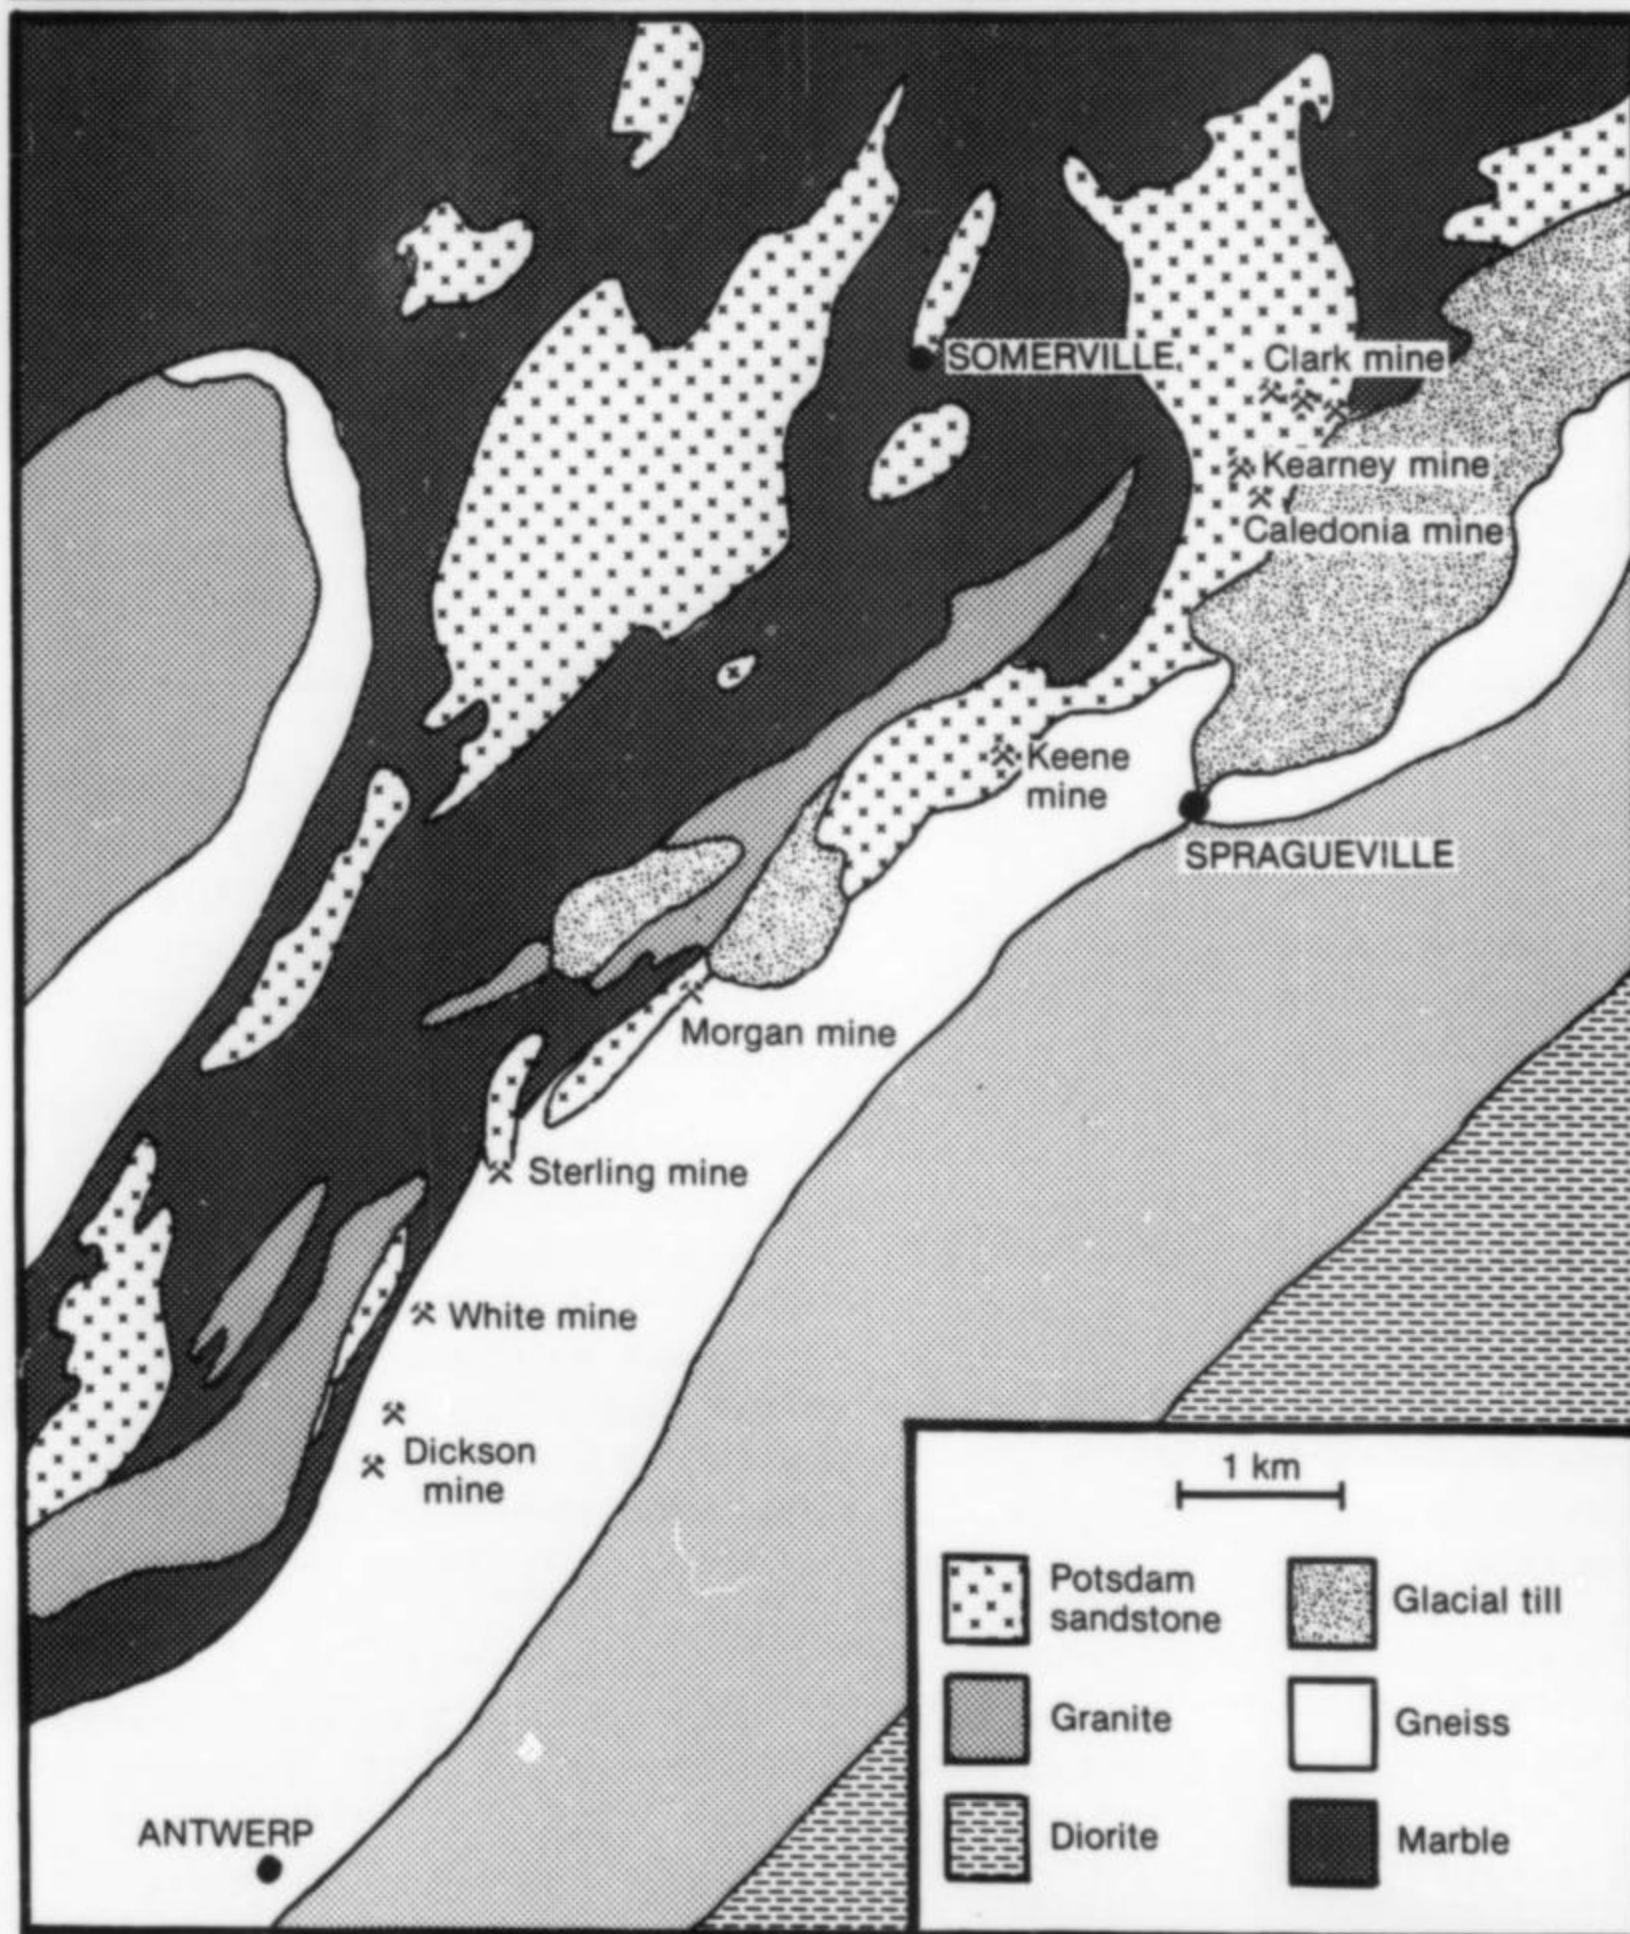 SOMERVILLE
Clark mine
Kearney mine
Caledonia mine
Keene
mine
SPRAGUEVILLE
Morgan mine
Sterling mine
White mine
Dickson
mine
ANTWERP
1 km
Potsdam
sandstone
Glacial till
Granite
Gneiss
Diorite
Marble